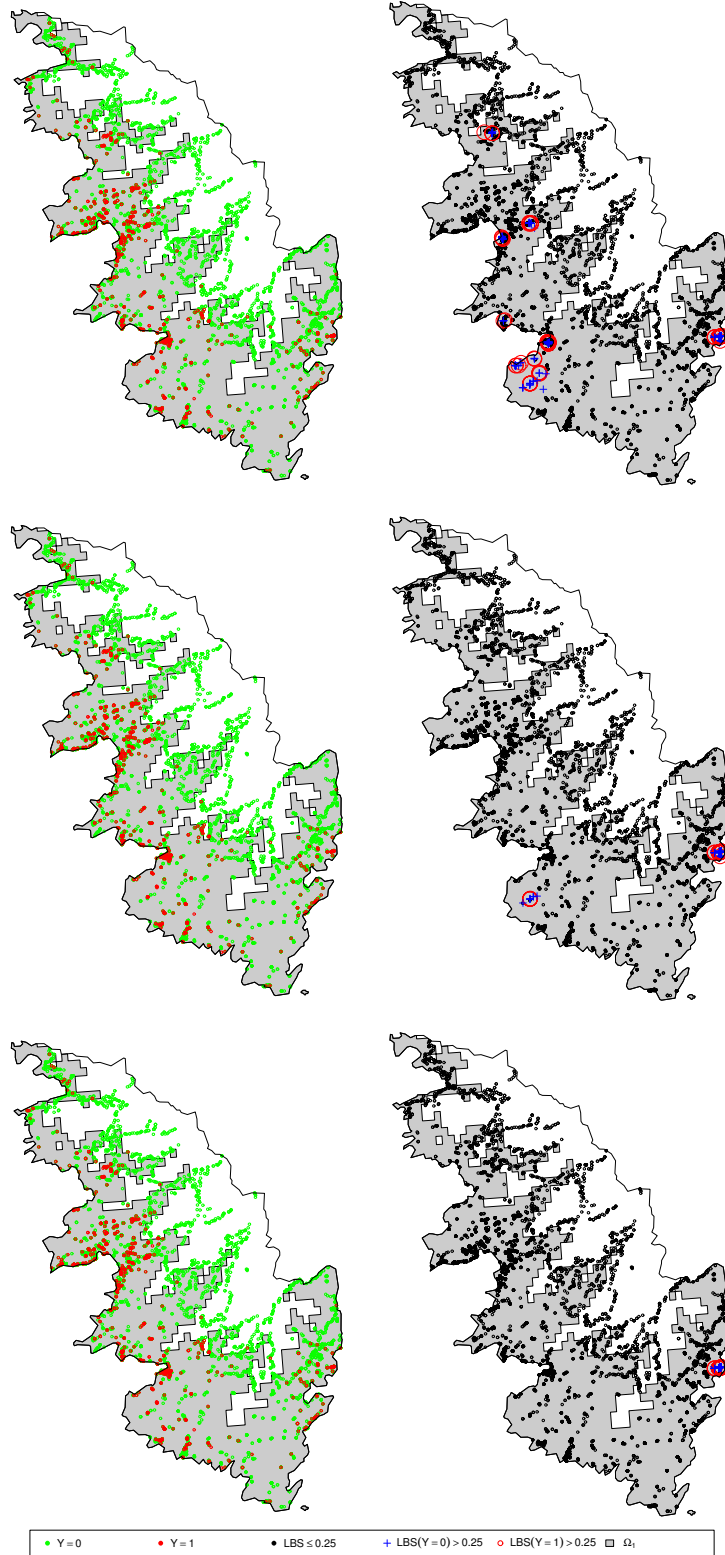 Y = 0 Y = 1 LBS ≤ 0.25 LBS(Y = 0) > 0.25 LBS(Y = 1) > 0.25 Ω₁